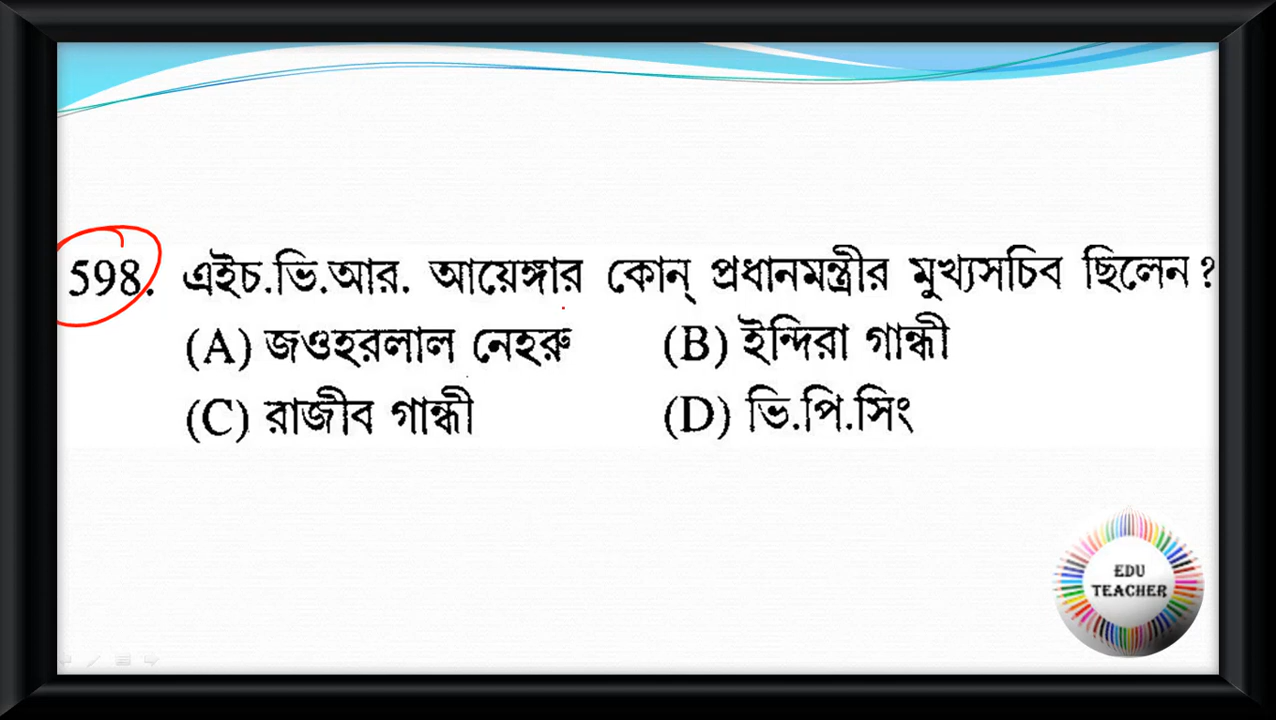 598. এইচ.ভি.আর. আয়েঙ্গার কোন্ প্রধানমন্ত্রীর মুখ্যসচিব ছিলেন?
(A) জওহরলাল নেহরু (B) ইন্দিরা গান্ধী
(C) রাজীব গান্ধী (D) ভি.পি.সিং
EDU
TEACHER